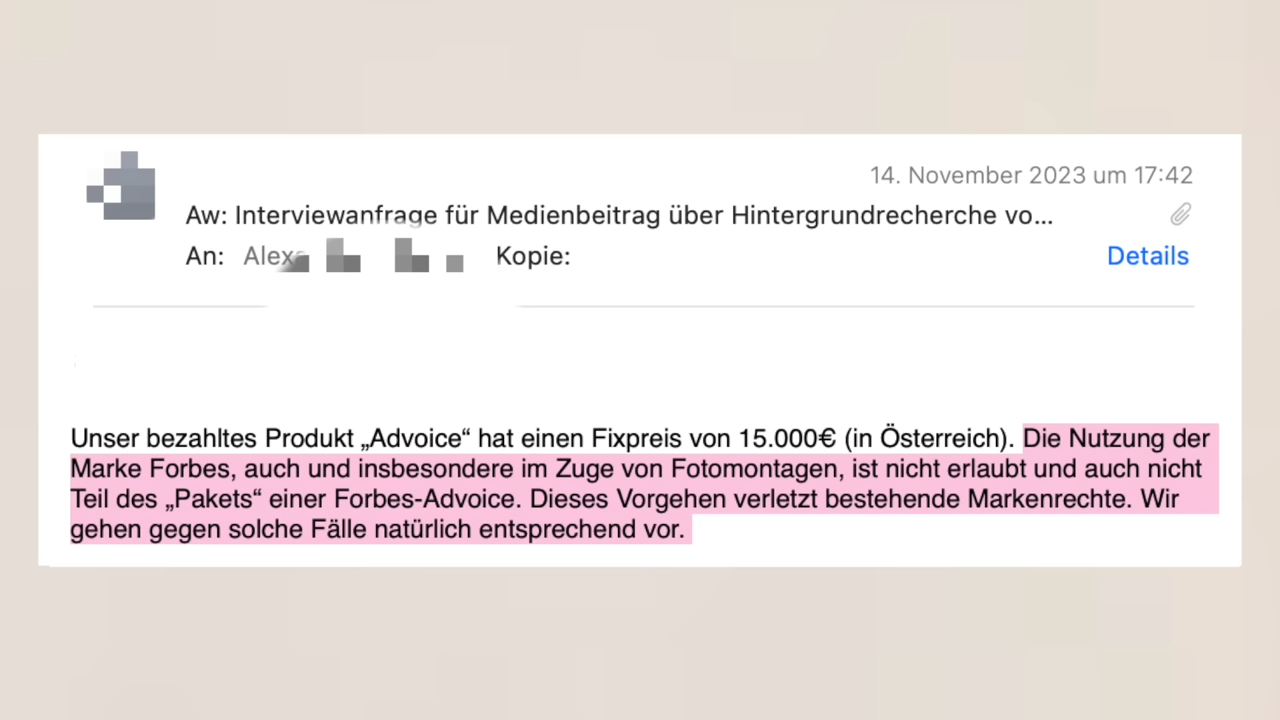 14. November 2023 um 17:42
Aw: Interviewanfrage für Medienbeitrag über Hintergrundrecherche vo...
An: Kopie:
Details
Unser bezahltes Produkt „Advoice“ hat einen Fixpreis von 15.000€ (in Österreich). Die Nutzung der
Marke Forbes, auch und insbesondere im Zuge von Fotomontagen, ist nicht erlaubt und auch nicht
Teil des „Pakets“ einer Forbes-Advoice. Dieses Vorgehen verletzt bestehende Markenrechte. Wir
gehen gegen solche Fälle natürlich entsprechend vor.